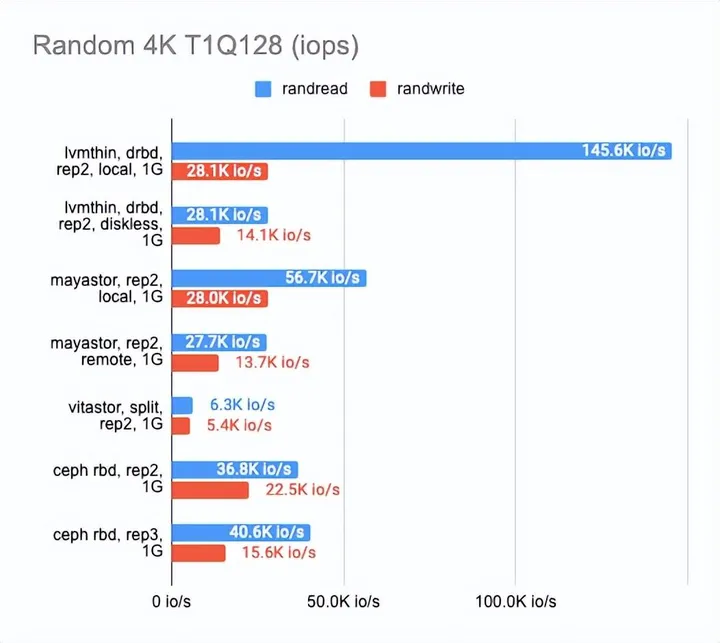 Random 4K T1Q128 (iops)
randread randwrite
lvmthin, drbd,
rep2, local, 1G
145.6K io/s
28.1K io/s
lvmthin, drbd,
rep2, diskless,
1G
28.1K io/s
14.1K io/s
mayastor, rep2,
local, 1G
56.7K io/s
28.0K io/s
mayastor, rep2,
remote, 1G
27.7K io/s
13.7K io/s
vitastor, split,
rep2, 1G
6.3K io/s
5.4K io/s
ceph rbd, rep2,
1G
36.8K io/s
22.5K io/s
ceph rbd, rep3,
1G
40.6K io/s
15.6K io/s
0 io/s 50.0K io/s 100.0K io/s